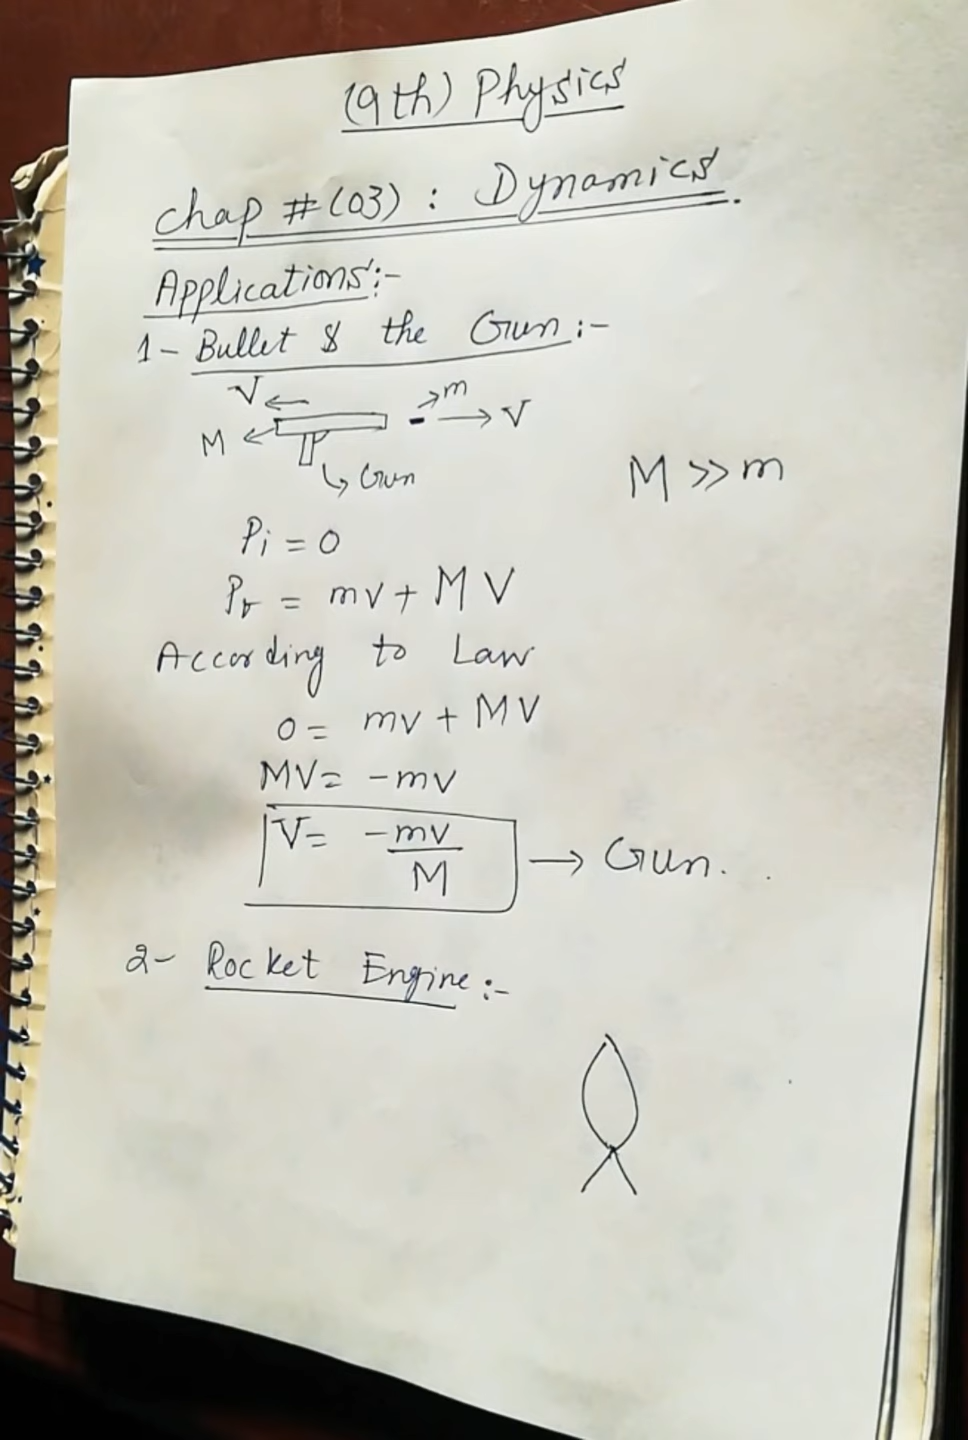 (9th) Physics
Chap # (03) : Dynamics.
Applications:-
1- Bullet & the Gun:-
V m
M V
Gun
M >> m
Pi = 0
Pf = mv + MV
According to Law
0 = mv + MV
MV = -mv
V = -mv/M → Gun.
2- Rocket Engine:-